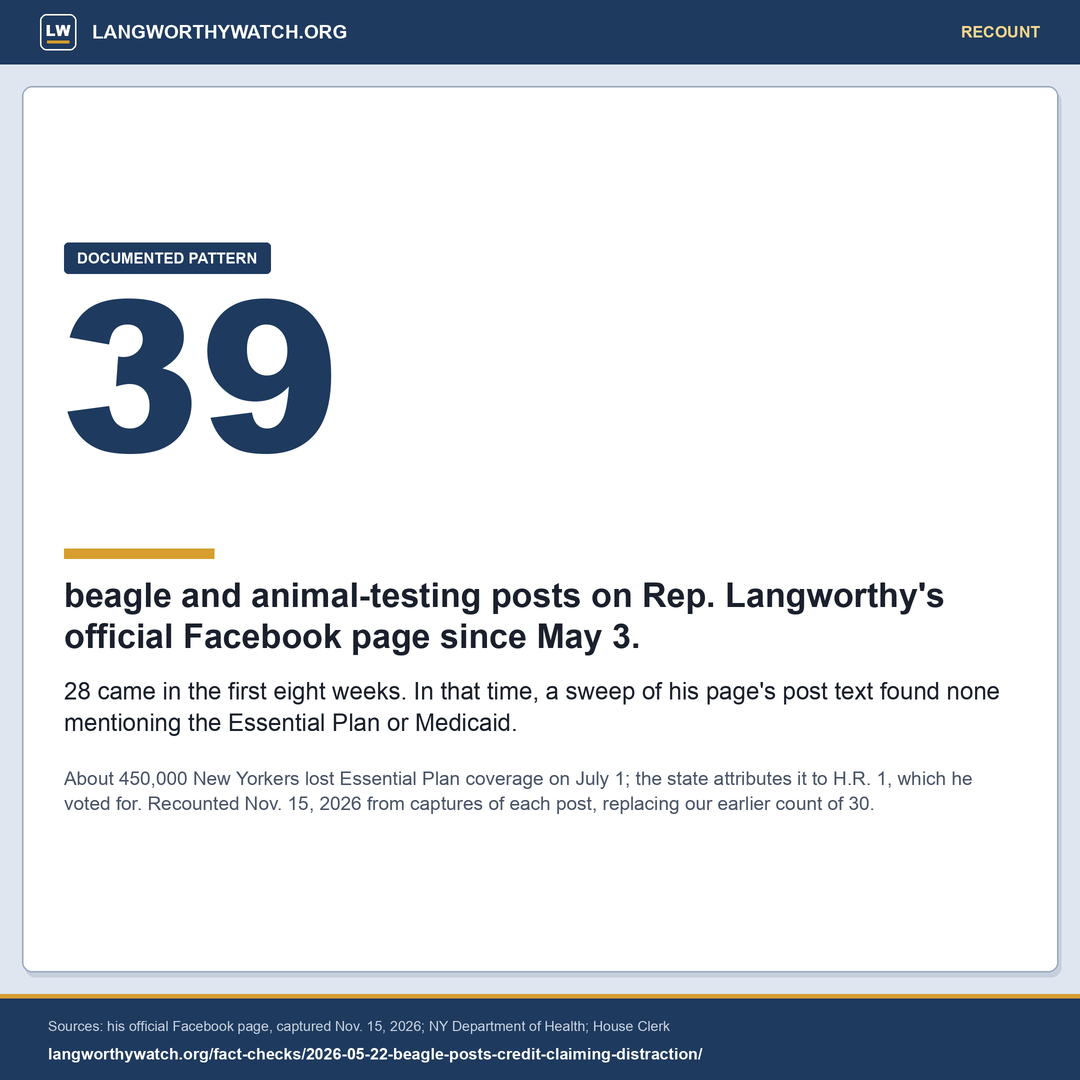 LW
LANGWORTHYWATCH.ORG
RECOUNT
DOCUMENTED PATTERN
39
beagle and animal-testing posts on Rep. Langworthy's
official Facebook page since May 3.
28 came in the first eight weeks. In that time, a sweep of his page's post text found none
mentioning the Essential Plan or Medicaid.
About 450,000 New Yorkers lost Essential Plan coverage on July 1; the state attributes it to H.R. 1, which he
voted for. Recounted Nov. 15, 2026 from captures of each post, replacing our earlier count of 30.
Sources: his official Facebook page, captured Nov. 15, 2026; NY Department of Health; House Clerk
langworthywatch.org/fact-checks/2026-05-22-beagle-posts-credit-claiming-distraction/